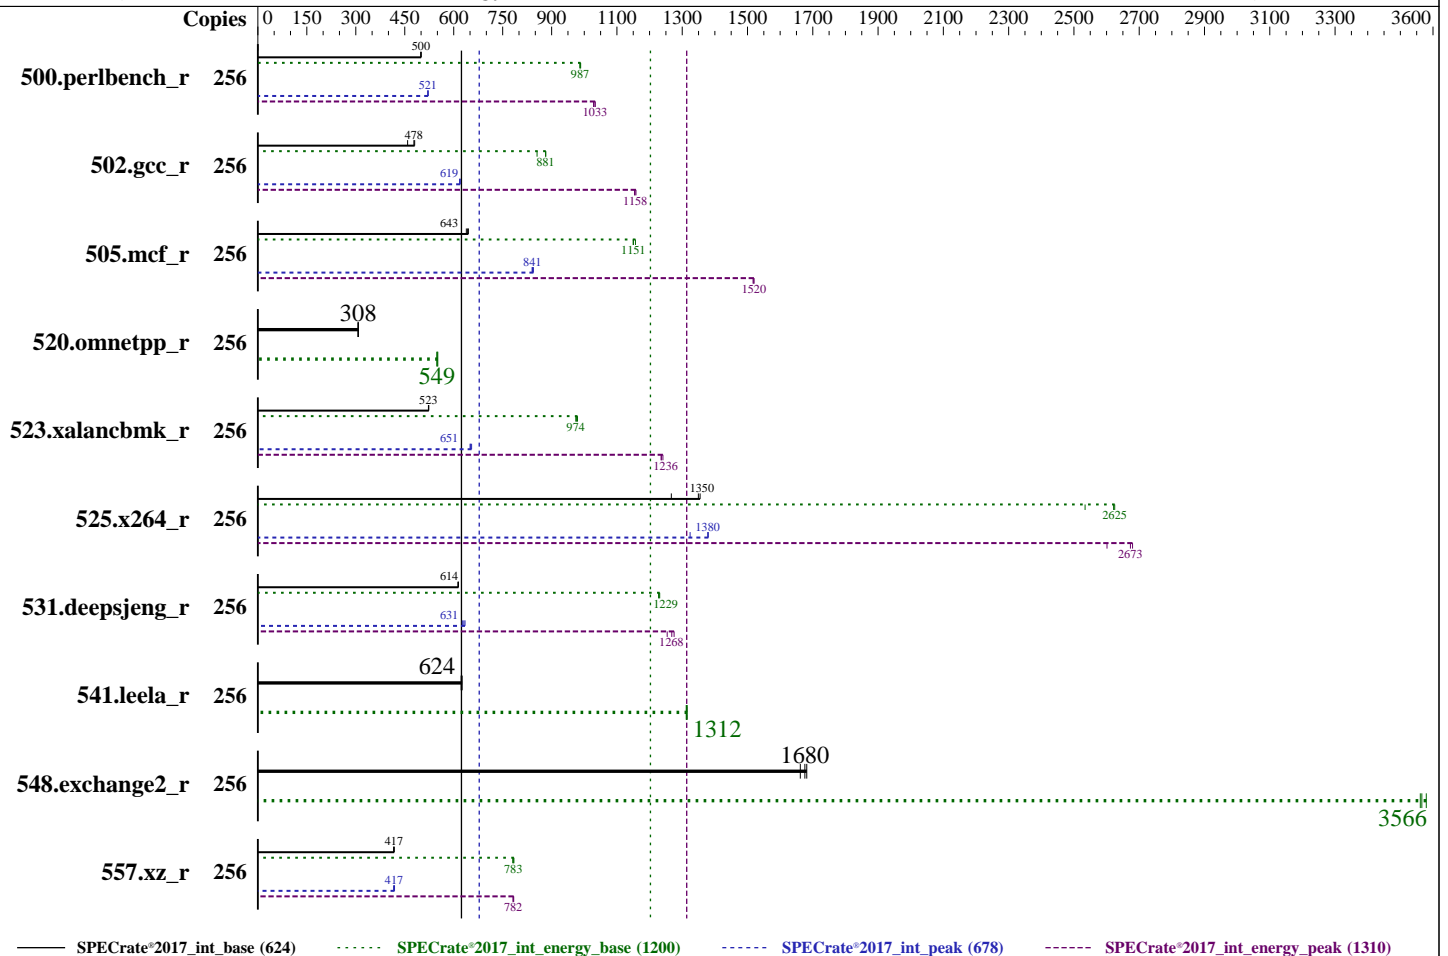 Copies 0 150 300 450 600 750 900 1100 1300 1500 1700 1900 2100 2300 2500 2700 2900 3100 3300 3600
500
500.perlbench_r 256
987
521
1033
478
502.gcc_r 256
881
619
1158
643
505.mcf_r 256
1151
841
1520
308
520.omnetpp_r 256
549
523
523.xalancbmk_r 256
974
651
1236
1350
525.x264_r 256
2625
1380
2673
614
531.deepsjeng_r 256
1229
631
1268
624
541.leela_r 256
1312
1680
548.exchange2_r 256
3566
417
557.xz_r 256
783
417
782
SPECrate®2017_int_base (624) SPECrate®2017_int_energy_base (1200) SPECrate®2017_int_peak (678) SPECrate®2017_int_energy_peak (1310)